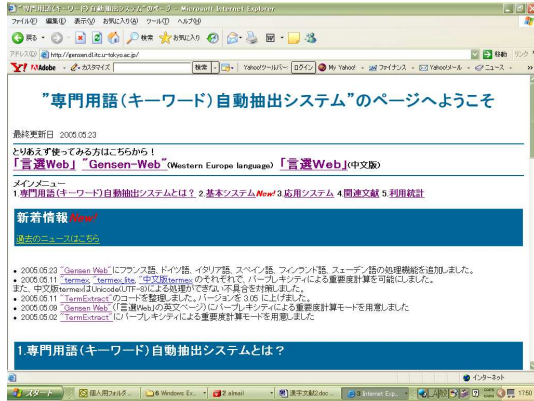 "専門用語(キーワード)自動抽出システム"のページ - Microsoft Internet Explorer
ファイル(F) 編集(E) 表示(V) お気に入り(A) ツール(T) ヘルプ(H)
戻る 検索 お気に入り
アドレス(D) http://gensen.dl.itc.u-tokyo.ac.jp/ 移動 リンク
Y! Adobe カスタマイズ 検索 Yahoo!ツールバー ログイン My Yahoo! ファイナンス Yahoo!メール ニュース
”専門用語(キーワード)自動抽出システム”のページへようこそ
最終更新日 2005.05.23
とりあえず使ってみる方はこちらから!
「言選Web」 "Gensen-Web"(Western Europe language) 「言選Web」(中文版)
メインメニュー
1.専門用語(キーワード)自動抽出システムとは? 2.基本システムNew! 3.応用システム 4.関連文献 5.利用統計
新着情報New!
過去のニュースはこちら
• 2005.05.23 "Gensen Web"にフランス語、ドイツ語、イタリア語、スペイン語、フィンランド語、スェーデン語の処理機能を追加しました。
• 2005.05.11 "termex, "termex lite, "中文版termex のそれぞれで、パープレキシティによる重要度計算を可能にしました。
また、中文版termexはUnicode(UTF-8)による処理ができない不具合を対策しました。
• 2005.05.11 "TermExtract"のコードを整理しました。バージョンを 3.05 に上げました。
• 2005.05.09 "Gensen Web"(「言選Web」の英文ページ)にパープレキシティによる重要度計算モードを用意しました
• 2005.05.02 "TermExtract"にパープレキシティによる重要度計算モードを用意しました
1.専門用語(キーワード)自動抽出システムとは?
インターネット
スタート 個人用フォルダ... 6 Windows Ex... 2 almail 漢字文献2.doc ... 3 Internet Exp... 17:50